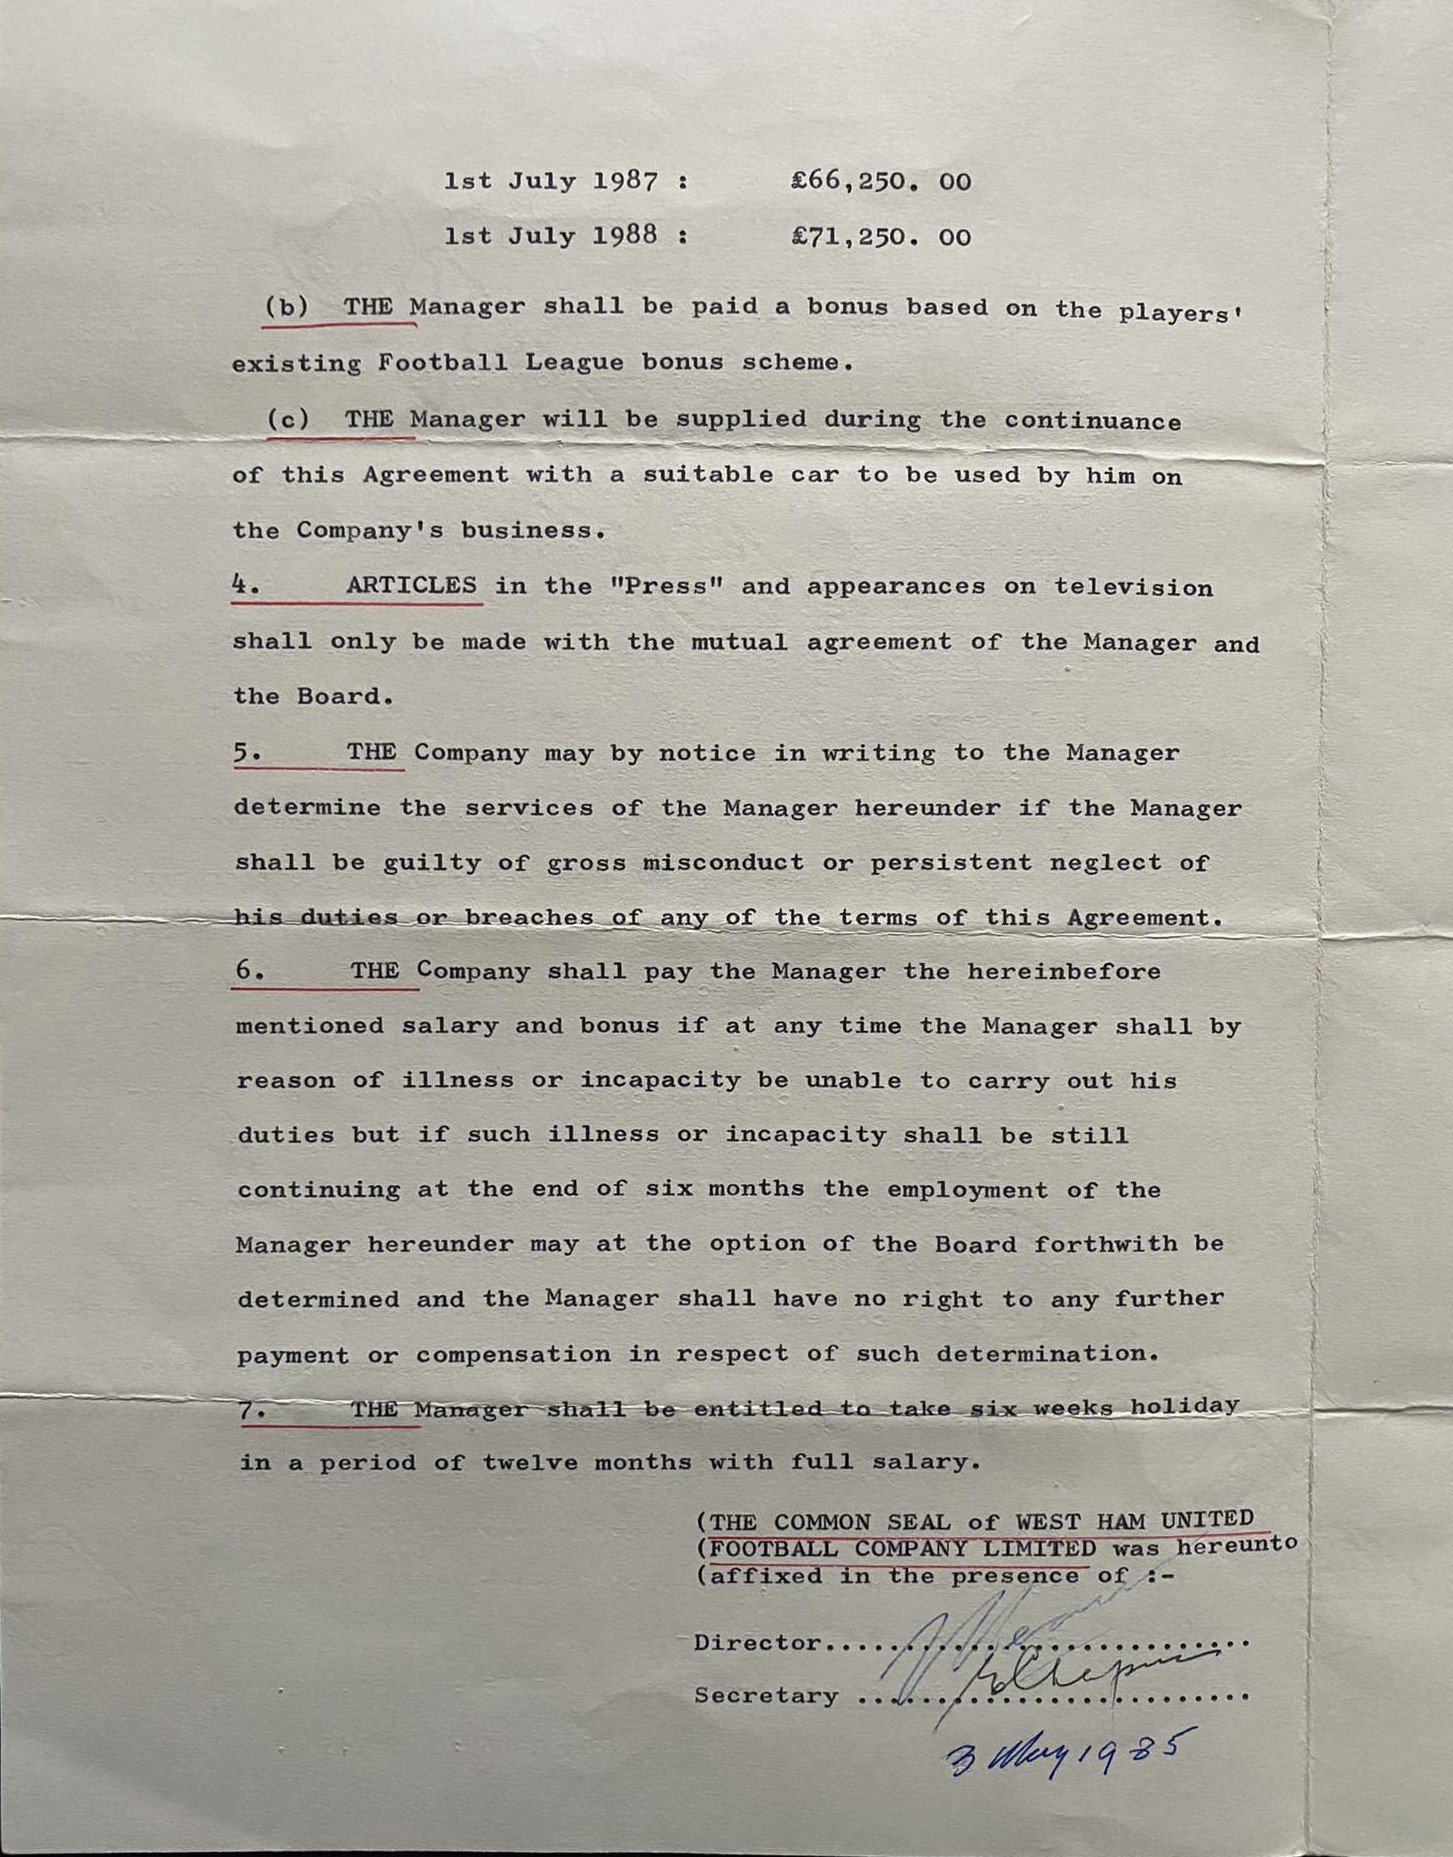 1st July 1987 : £66,250. 00
1st July 1988 : £71,250. 00
(b) THE Manager shall be paid a bonus based on the players'
existing Football League bonus scheme.
(c) THE Manager will be supplied during the continuance
of this Agreement with a suitable car to be used by him on
the Company's business.
4. ARTICLES in the "Press" and appearances on television
shall only be made with the mutual agreement of the Manager and
the Board.
5. THE Company may by notice in writing to the Manager
determine the services of the Manager hereunder if the Manager
shall be guilty of gross misconduct or persistent neglect of
his duties or breaches of any of the terms of this Agreement.
6. THE Company shall pay the Manager the hereinbefore
mentioned salary and bonus if at any time the Manager shall by
reason of illness or incapacity be unable to carry out his
duties but if such illness or incapacity shall be still
continuing at the end of six months the employment of the
Manager hereunder may at the option of the Board forthwith be
determined and the Manager shall have no right to any further
payment or compensation in respect of such determination.
7. THE Manager shall be entitled to take six weeks holiday
in a period of twelve months with full salary.
(THE COMMON SEAL of WEST HAM UNITED
(FOOTBALL COMPANY LIMITED was hereunto
(affixed in the presence of :-
Director................................
Secretary ..............................
3 May 1985